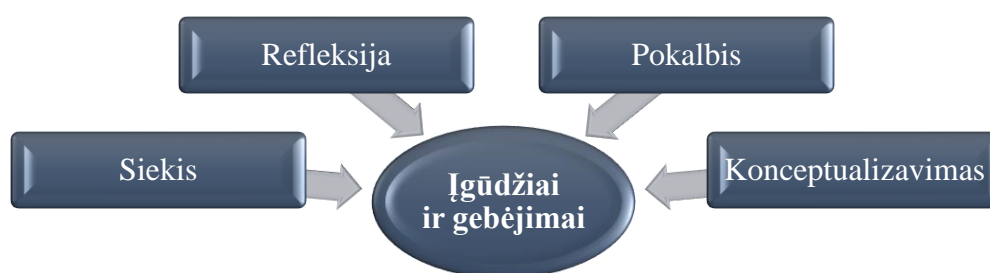 Refleksija
Pokalbis
Siekis
Konceptualizavimas
Įgūdžiai
ir gebėjimai